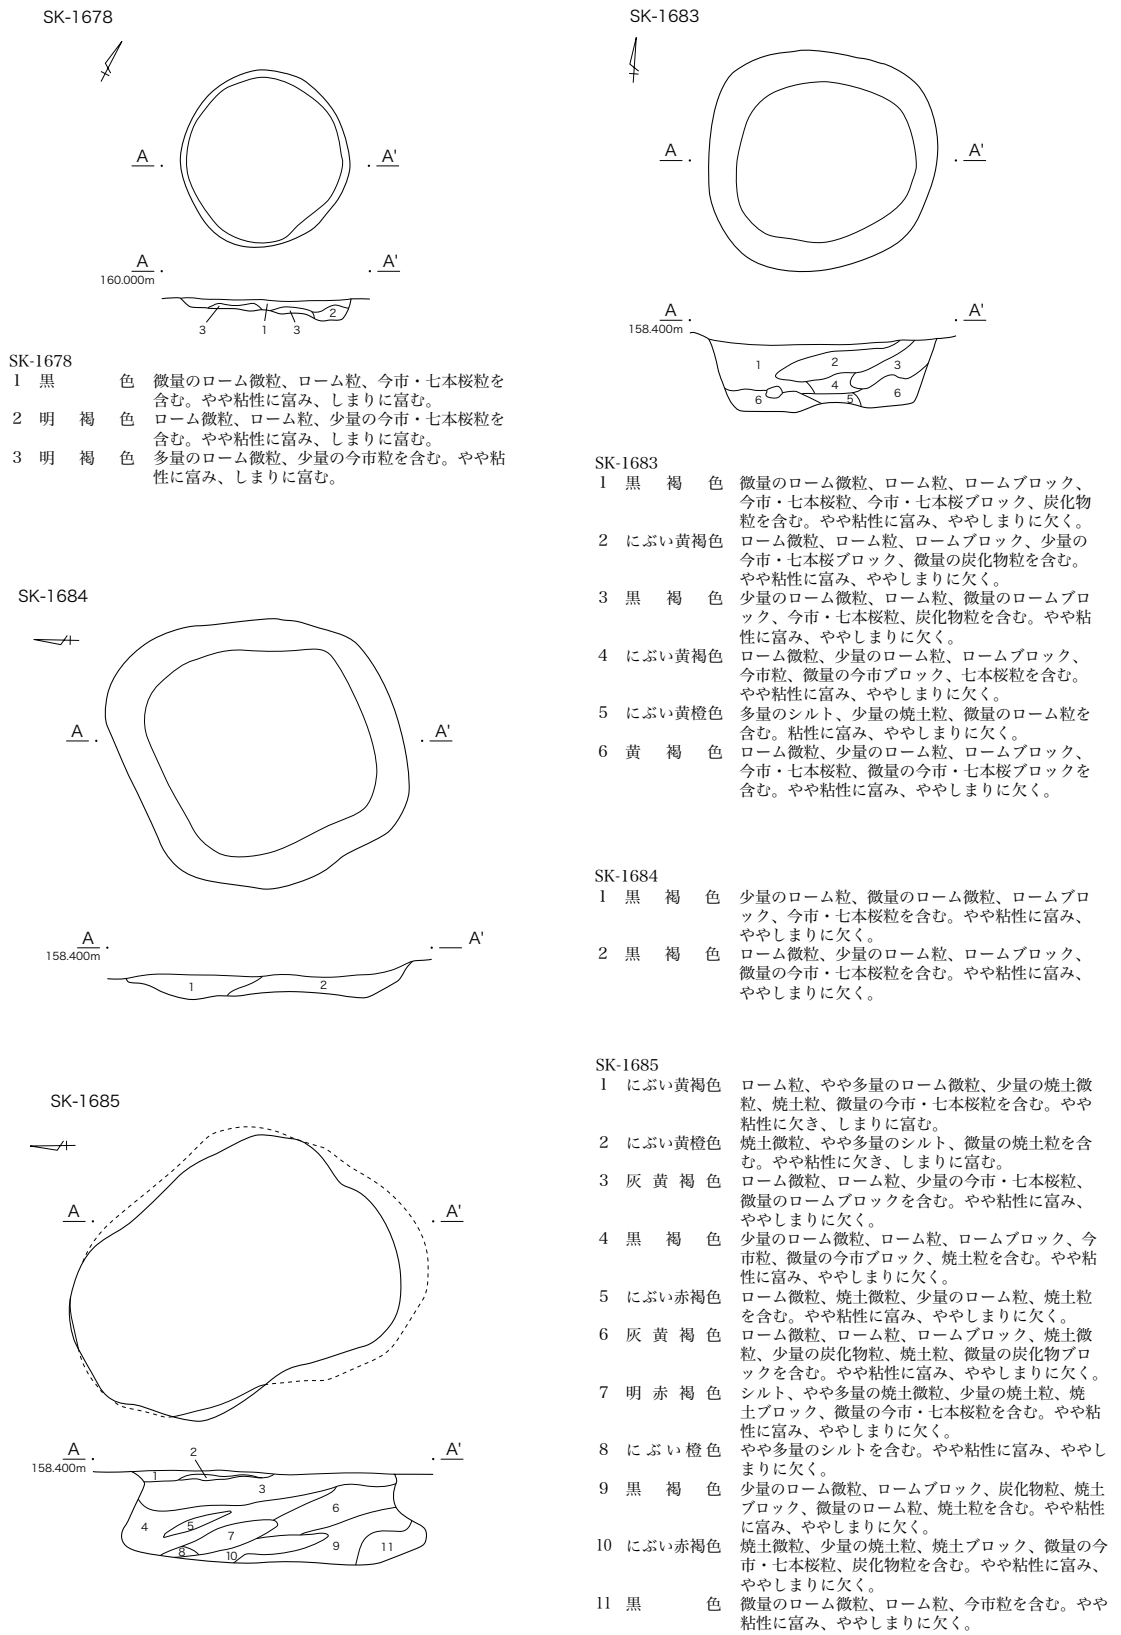 SK-1678
A
A'
A
A'
160.000m
3
1
3
2
SK-1678
1 黒色 微量のローム微粒、ローム粒、今市・七本桜粒を
含む。やや粘性に富み、しまりに富む。
2 明褐色 ローム微粒、ローム粒、少量の今市・七本桜粒を
含む。やや粘性に富み、しまりに富む。
3 明褐色 多量のローム微粒、少量の今市粒を含む。やや粘
性に富み、しまりに富む。
SK-1684
A
A'
A
A'
158.400m
1
2
SK-1685
A
A'
A
A'
158.400m
2
1
3
6
4
5
7
8
10
9
11
SK-1683
A
A'
A
A'
158.400m
1
2
3
4
6
5
6
SK-1683
1 黒褐色 微量のローム微粒、ローム粒、ロームブロック、
今市・七本桜粒、今市・七本桜ブロック、炭化物
粒を含む。やや粘性に富み、ややしまりに欠く。
2 にぶい黄褐色 ローム微粒、ローム粒、ロームブロック、少量の
今市・七本桜ブロック、微量の炭化物粒を含む。
やや粘性に富み、ややしまりに欠く。
3 黒褐色 少量のローム微粒、ローム粒、微量のロームブロ
ック、今市・七本桜粒、炭化物粒を含む。やや粘
性に富み、ややしまりに欠く。
4 にぶい黄褐色 ローム微粒、少量のローム粒、ロームブロック、
今市粒、微量の今市ブロック、七本桜粒を含む。
やや粘性に富み、ややしまりに欠く。
5 にぶい黄橙色 多量のシルト、少量の焼土粒、微量のローム粒を
含む。粘性に富み、ややしまりに欠く。
6 黄褐色 ローム微粒、少量のローム粒、ロームブロック、
今市・七本桜粒、微量の今市・七本桜ブロックを
含む。やや粘性に富み、ややしまりに欠く。
SK-1684
1 黒褐色 少量のローム粒、微量のローム微粒、ロームブロ
ック、今市・七本桜粒を含む。やや粘性に富み、
ややしまりに欠く。
2 黒褐色 ローム微粒、少量のローム粒、ロームブロック、
微量の今市・七本桜粒を含む。やや粘性に富み、
ややしまりに欠く。
SK-1685
1 にぶい黄褐色 ローム粒、やや多量のローム微粒、少量の焼土微
粒、焼土粒、微量の今市・七本桜粒を含む。やや
粘性に欠き、しまりに富む。
2 にぶい黄橙色 焼土微粒、やや多量のシルト、微量の焼土粒を含
む。やや粘性に欠き、しまりに富む。
3 灰黄褐色 ローム微粒、ローム粒、少量の今市・七本桜粒、
微量のロームブロックを含む。やや粘性に富み、
ややしまりに欠く。
4 黒褐色 少量のローム微粒、ローム粒、ロームブロック、今
市粒、微量の今市ブロック、焼土粒を含む。やや粘
性に富み、ややしまりに欠く。
5 にぶい赤褐色 ローム微粒、焼土微粒、少量のローム粒、焼土粒
を含む。やや粘性に富み、ややしまりに欠く。
6 灰黄褐色 ローム微粒、ローム粒、ロームブロック、焼土微
粒、少量の炭化物粒、焼土粒、微量の炭化物ブロ
ックを含む。やや粘性に富み、ややしまりに欠く。
7 明赤褐色 シルト、やや多量の焼土微粒、少量の焼土粒、焼
土ブロック、微量の今市・七本桜粒を含む。やや粘
性に富み、ややしまりに欠く。
8 にぶい橙色 やや多量のシルトを含む。やや粘性に富み、ややし
まりに欠く。
9 黒褐色 少量のローム微粒、ロームブロック、炭化物粒、焼土
ブロック、微量のローム粒、焼土粒を含む。やや粘性
に富み、ややしまりに欠く。
10 にぶい赤褐色 焼土微粒、少量の焼土粒、焼土ブロック、微量の今
市・七本桜粒、炭化物粒を含む。やや粘性に富み、
ややしまりに欠く。
11 黒色 微量のローム微粒、ローム粒、今市粒を含む。やや
粘性に富み、ややしまりに欠く。